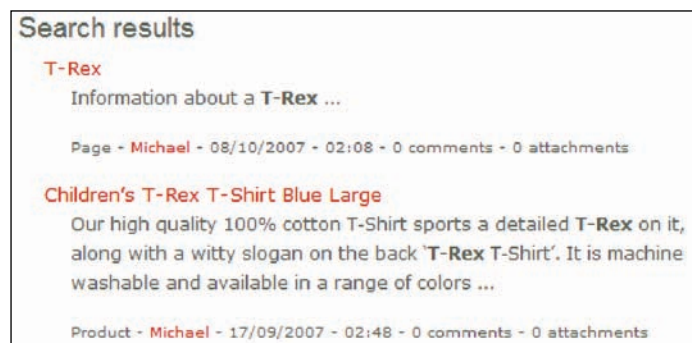 Search results
T-Rex
Information about a T-Rex ...
Page - Michael - 08/10/2007 - 02:08 - 0 comments - 0 attachments
Children's T-Rex T-Shirt Blue Large
Our high quality 100% cotton T-Shirt sports a detailed T-Rex on it,
along with a witty slogan on the back 'T-Rex T-Shirt'. It is machine
washable and available in a range of colors ...
Product - Michael - 17/09/2007 - 02:48 - 0 comments - 0 attachments